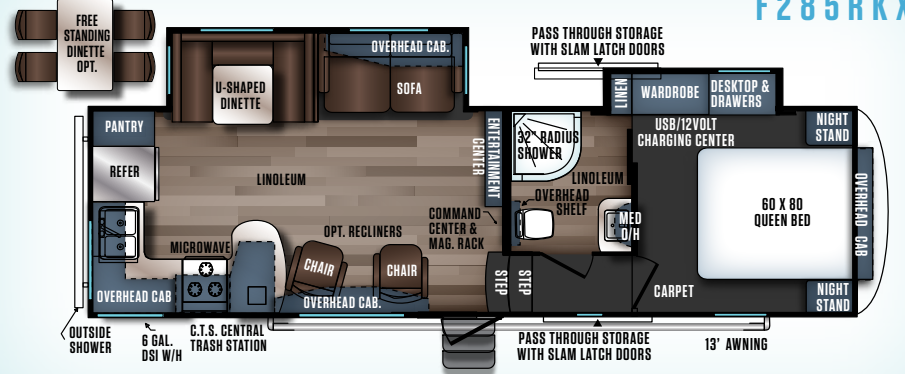 F285RKX
FREE
STANDING
DINETTE
OPT.
PASS THROUGH STORAGE
WITH SLAM LATCH DOORS
OVERHEAD CAB.
U-SHAPED
DINETTE
SOFA
LINEN
WARDROBE
DESKTOP &
DRAWERS
PANTRY
REFER
LINOLEUM
ENTERTAINMENT
CENTER
32" RADIUS
SHOWER
USB/12VOLT
CHARGING CENTER
NIGHT
STAND
LINOLEUM
OVERHEAD
SHELF
MED
D/H
60 X 80
QUEEN BED
OVERHEAD CAB
COMMAND
CENTER &
MAG. RACK
OPT. RECLINERS
MICROWAVE
CHAIR
CHAIR
STEP
STEP
CARPET
NIGHT
STAND
OVERHEAD CAB
OVERHEAD CAB.
OUTSIDE
SHOWER
6 GAL.
DSI W/H
C.T.S. CENTRAL
TRASH STATION
PASS THROUGH STORAGE
WITH SLAM LATCH DOORS
13' AWNING